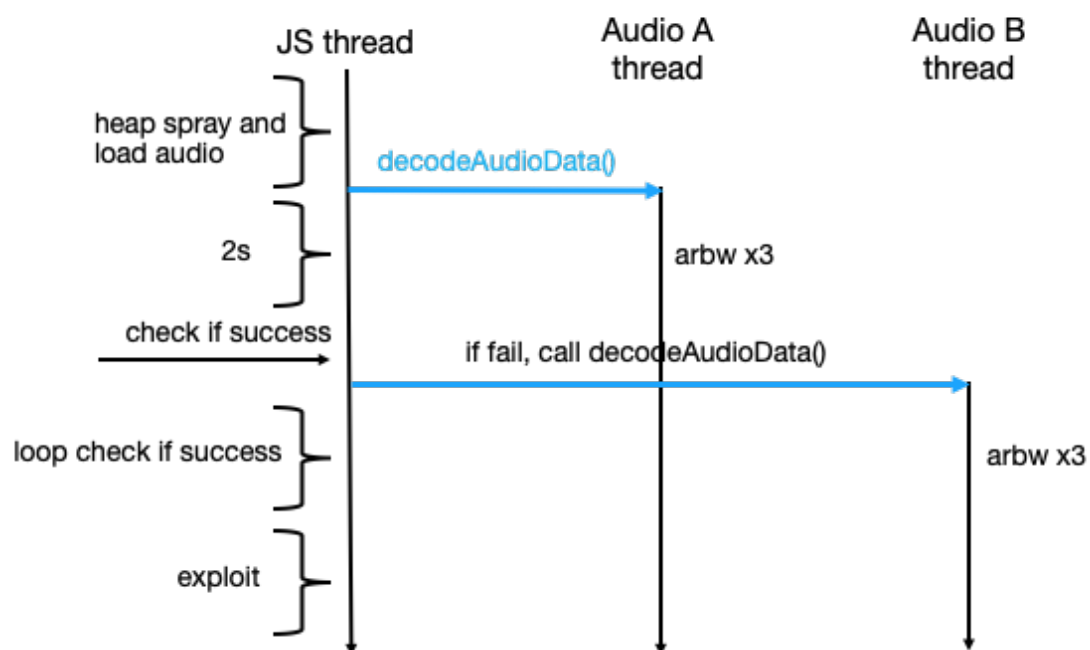 JS thread
Audio A
thread
Audio B
thread
heap spray and
load audio
decodeAudioData()
2s
arbw x3
check if success
if fail, call decodeAudioData()
loop check if success
arbw x3
exploit